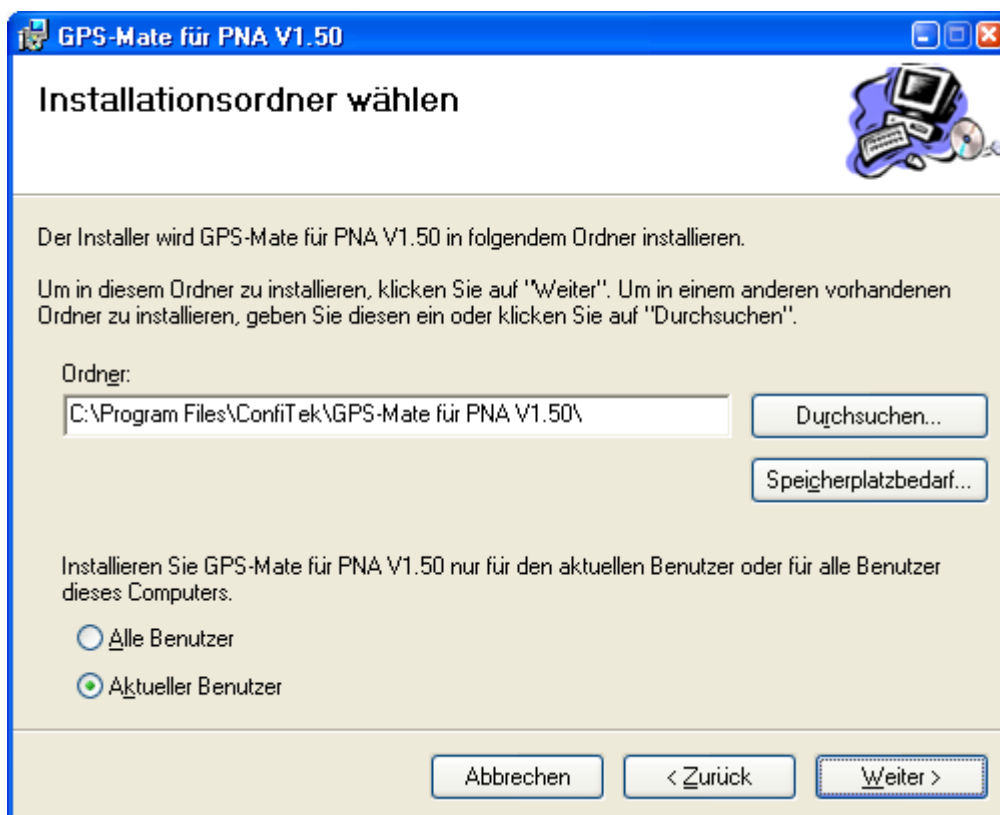 GPS-Mate für PNA V1.50
Installationsordner wählen
Der Installer wird GPS-Mate für PNA V1.50 in folgendem Ordner installieren.
Um in diesem Ordner zu installieren, klicken Sie auf "Weiter". Um in einem anderen vorhandenen
Ordner zu installieren, geben Sie diesen ein oder klicken Sie auf "Durchsuchen".
Ordner:
C:\Program Files\ConfiTek\GPS-Mate für PNA V1.50\
Durchsuchen...
Speicherplatzbedarf...
Installieren Sie GPS-Mate für PNA V1.50 nur für den aktuellen Benutzer oder für alle Benutzer
dieses Computers.
Alle Benutzer
Aktueller Benutzer
Abbrechen
< Zurück
Weiter >